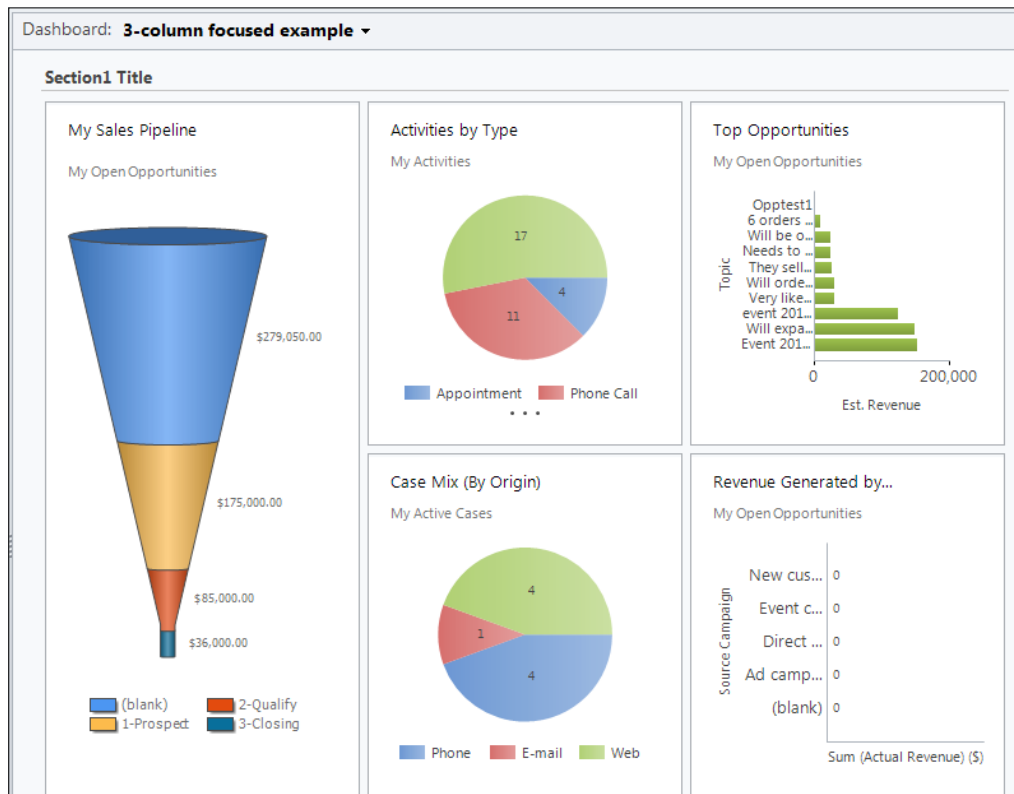 Dashboard: 3-column focused example
Section1 Title
My Sales Pipeline
My Open Opportunities
$279,050.00
$175,000.00
$85,000.00
$36,000.00
(blank)
2-Qualify
1-Prospect
3-Closing
Activities by Type
My Activities
17
4
11
Appointment
Phone Call
...
Top Opportunities
My Open Opportunities
Topic
Opptest1
6 orders ...
Will be o...
Needs to ...
They sell...
Will orde...
Very like...
event 201...
Will expa...
Event 201...
0
200,000
Est. Revenue
Case Mix (By Origin)
My Active Cases
4
1
4
Phone
E-mail
Web
Revenue Generated by...
My Open Opportunities
Source Campaign
New cus... 0
Event c... 0
Direct ... 0
Ad camp... 0
(blank) 0
Sum (Actual Revenue) ($)